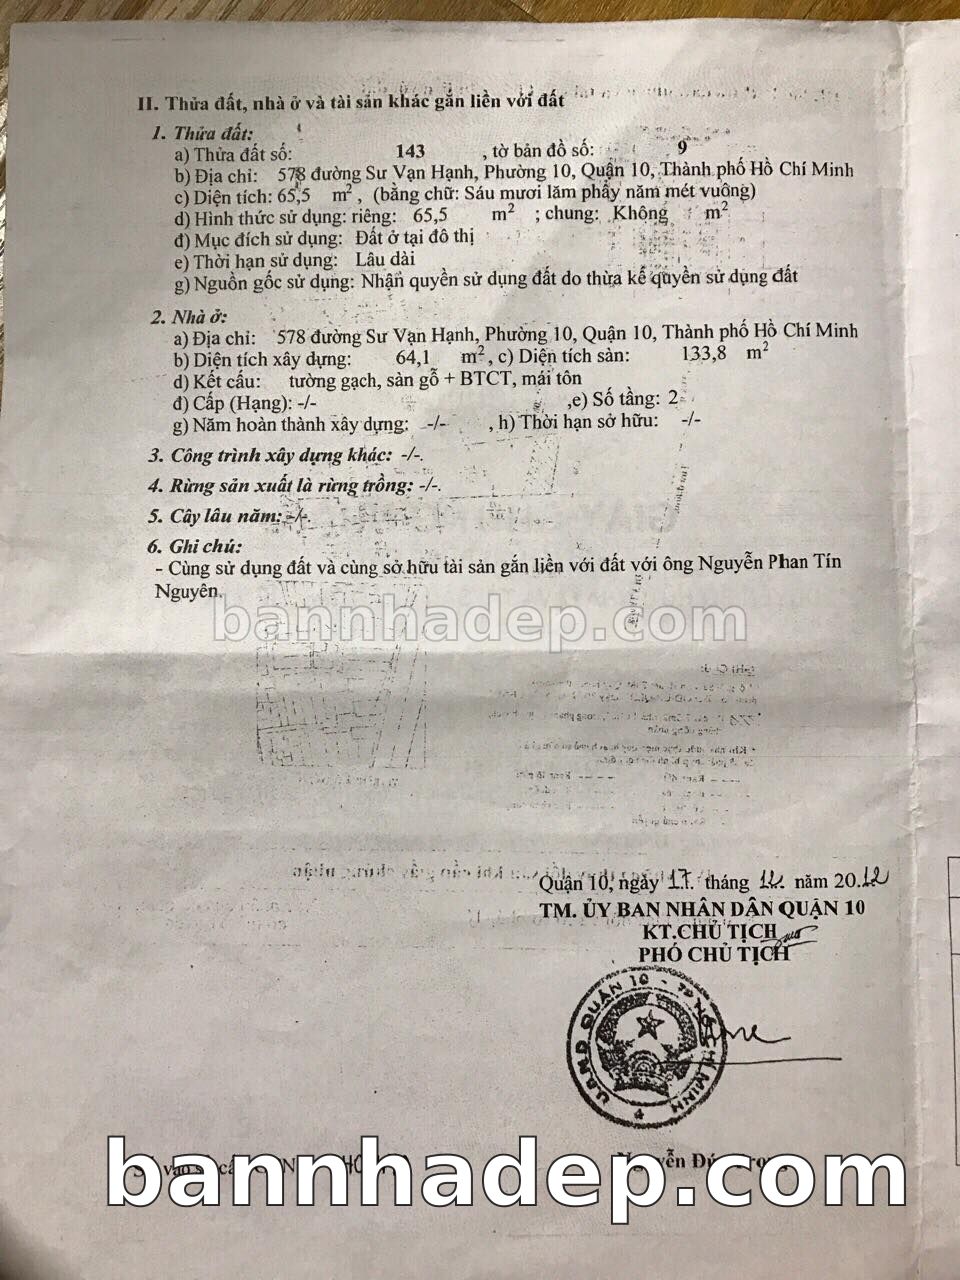 II. Thửa đất, nhà ở và tài sản khác gắn liền với đất
1. Thửa đất:
a) Thửa đất số: 143 , tờ bản đồ số: 9
b) Địa chỉ: 578 đường Sư Vạn Hạnh, Phường 10, Quận 10, Thành phố Hồ Chí Minh
c) Diện tích: 65,5 m2 , (bằng chữ: Sáu mươi lăm phẩy năm mét vuông)
d) Hình thức sử dụng: riêng: 65,5 m2 ; chung: Không m2
đ) Mục đích sử dụng: Đất ở tại đô thị
e) Thời hạn sử dụng: Lâu dài
g) Nguồn gốc sử dụng: Nhận quyền sử dụng đất do thừa kế quyền sử dụng đất
2. Nhà ở:
a) Địa chỉ: 578 đường Sư Vạn Hạnh, Phường 10, Quận 10, Thành phố Hồ Chí Minh
b) Diện tích xây dựng: 64,1 m2 , c) Diện tích sàn: 133,8 m2
d) Kết cấu: tường gạch, sàn gỗ + BTCT, mái tôn
đ) Cấp (Hạng): -/- ,e) Số tầng: 2
g) Năm hoàn thành xây dựng: -/- , h) Thời hạn sở hữu: -/-
3. Công trình xây dựng khác: -/-.
4. Rừng sản xuất là rừng trồng: -/-.
5. Cây lâu năm: -/-.
6. Ghi chú:
- Cùng sử dụng đất và cùng sở hữu tài sản gắn liền với đất với ông Nguyễn Phan Tín
Nguyên.
bannhadep.com
Quận 10, ngày 17. tháng 12. năm 2012
TM. ỦY BAN NHÂN DÂN QUẬN 10
KT.CHỦ TỊCH
PHÓ CHỦ TỊCH
U.B.N.D QUẬN 10 - TP HỒ CHÍ MINH
bannhadep.com